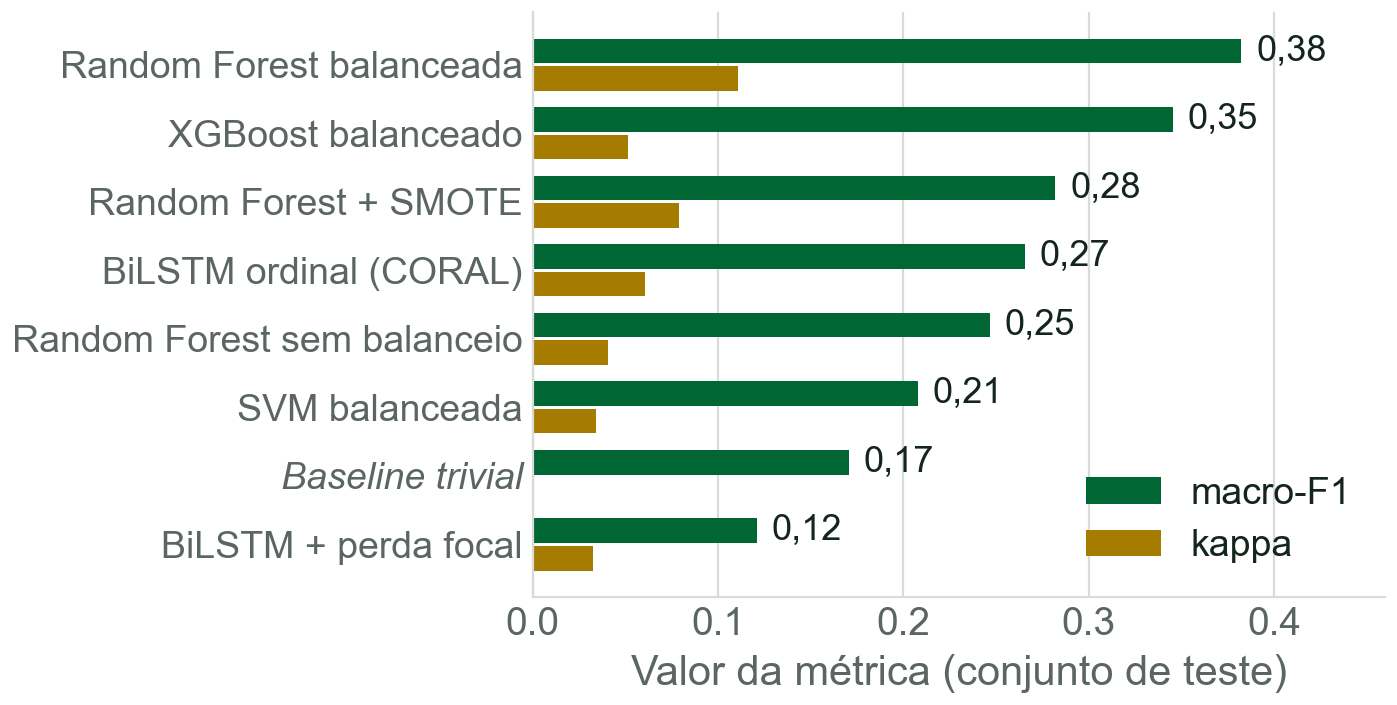 Random Forest balanceada
0,38
XGBoost balanceado
0,35
Random Forest + SMOTE
0,28
BiLSTM ordinal (CORAL)
0,27
Random Forest sem balanceio
0,25
SVM balanceada
0,21
Baseline trivial
0,17
BiLSTM + perda focal
0,12
macro-F1
kappa
0.0 0.1 0.2 0.3 0.4
Valor da métrica (conjunto de teste)